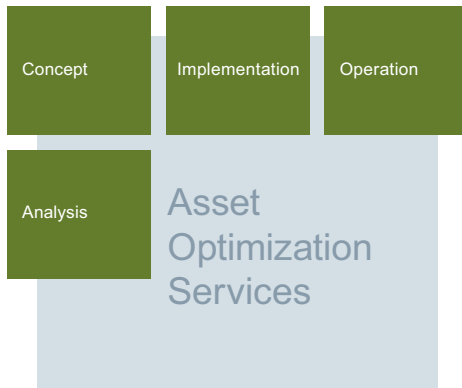 Concept
Implementation
Operation
Analysis
Asset
Optimization
Services